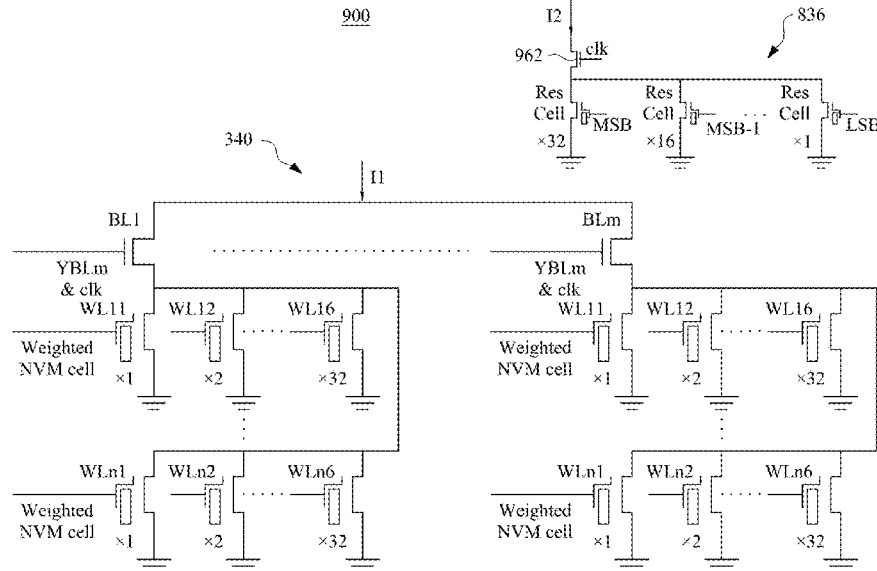 900
I2
836
962
clk
Res Cell ×32
MSB
Res Cell ×16
MSB-1
Res Cell ×1
LSB
340
I1
BL1
BLm
YBLm & clk
YBLm & clk
WL11
WL12
WL16
WL11
WL12
WL16
Weighted NVM cell
×1
×2
×32
Weighted NVM cell
×1
×2
×32
WLn1
WLn2
WLn6
WLn1
WLn2
WLn6
Weighted NVM cell
×1
×2
×32
Weighted NVM cell
×1
×2
×32